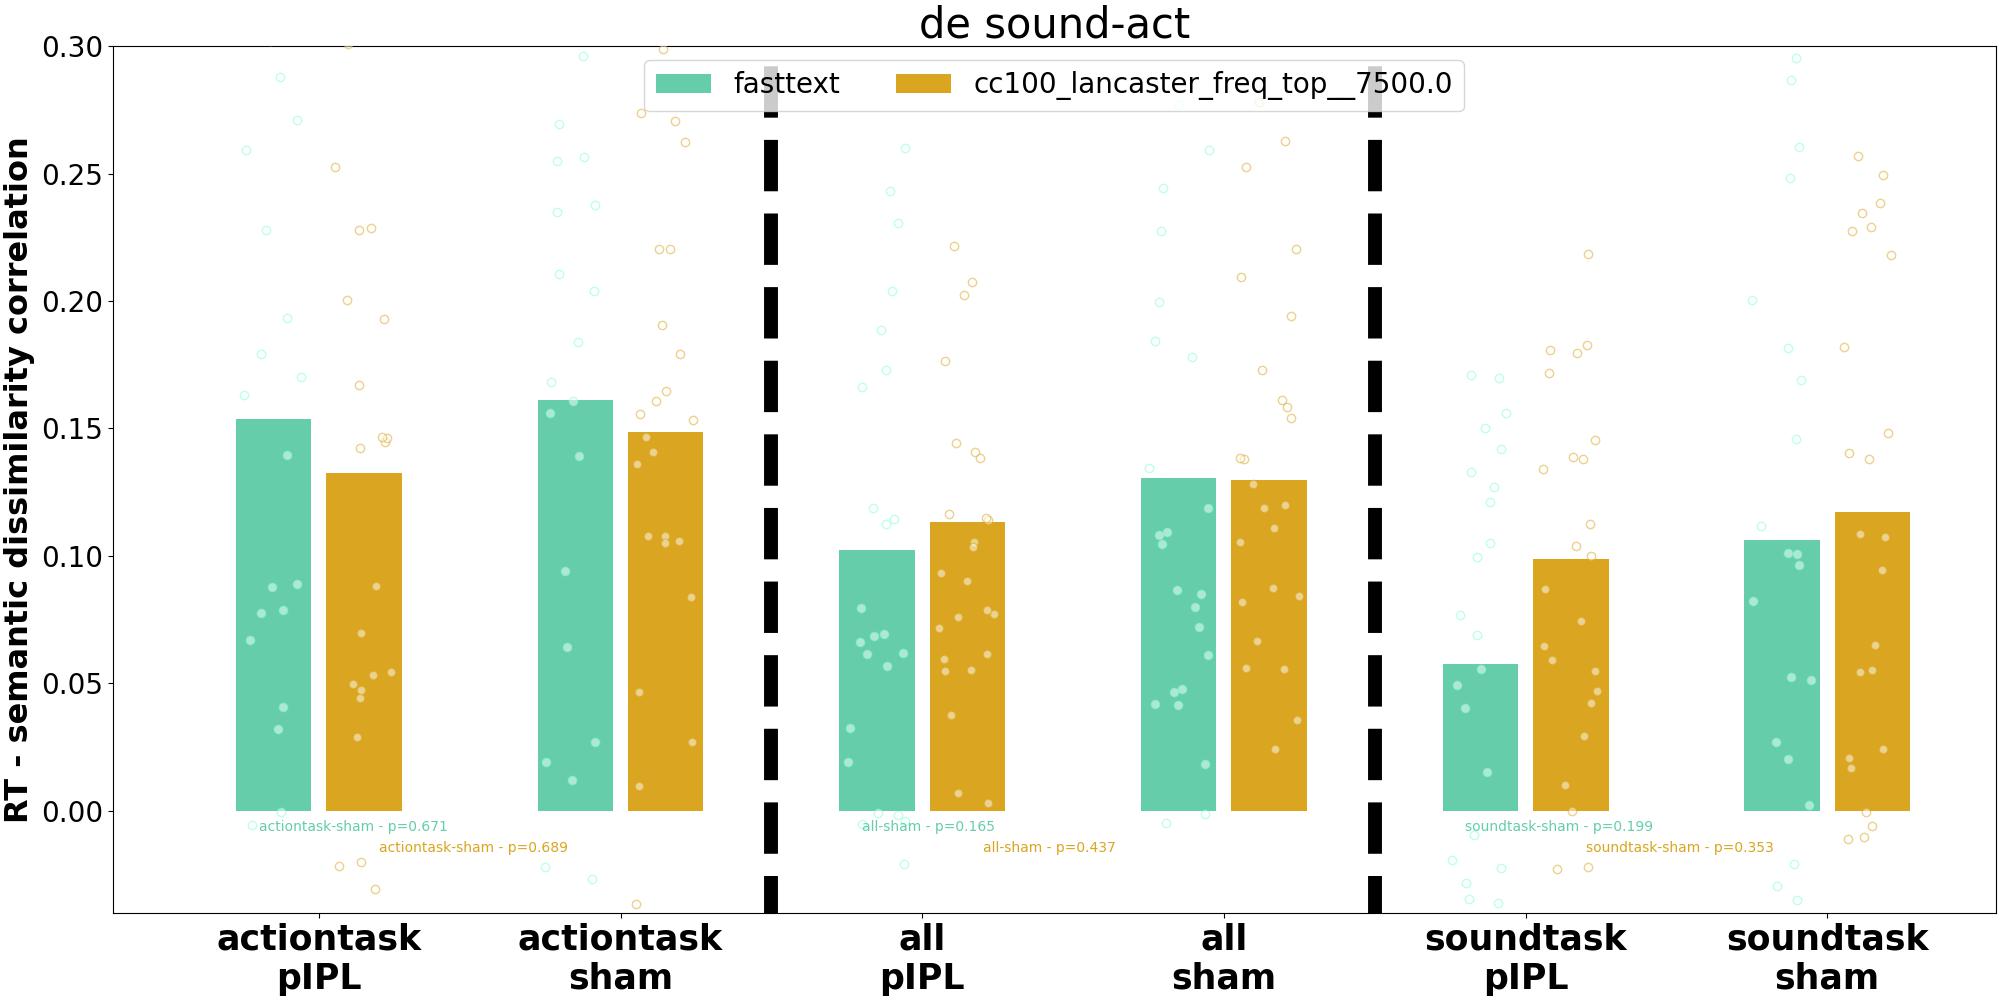 de sound-act
fasttext
cc100_lancaster_freq_top__7500.0
RT - semantic dissimilarity correlation
0.30
0.25
0.20
0.15
0.10
0.05
0.00
actiontask-sham - p=0.671
actiontask-sham - p=0.689
all-sham - p=0.165
all-sham - p=0.437
soundtask-sham - p=0.199
soundtask-sham - p=0.353
actiontask
pIPL
actiontask
sham
all
pIPL
all
sham
soundtask
pIPL
soundtask
sham